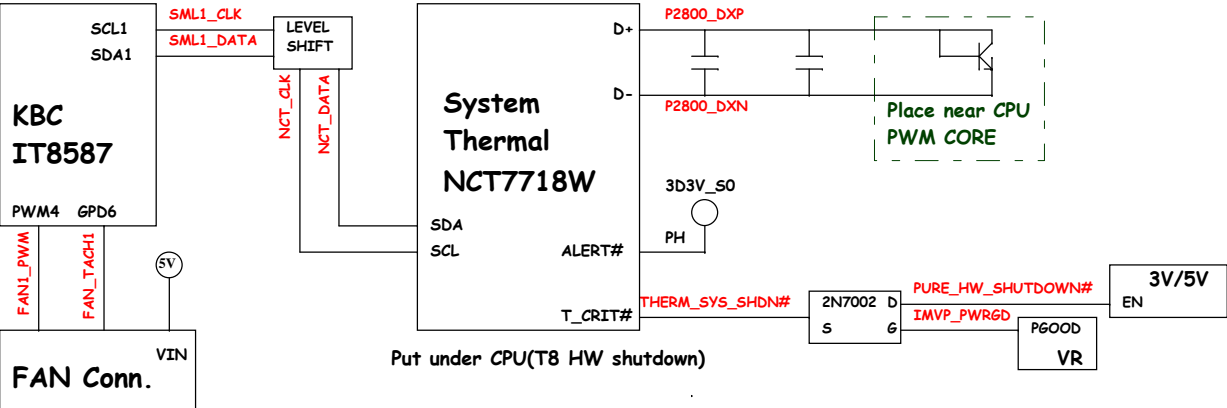 SML1_CLK
SCL1
SML1_DATA
SDA1
LEVEL
SHIFT
KBC
IT8587
NCT_CLK
NCT_DATA
PWM4 GPD6
FAN1_PWM
FAN_TACH1
5V
VIN
FAN Conn.
System
Thermal
NCT7718W
D+
D-
SDA
SCL
ALERT#
T_CRIT#
P2800_DXP
P2800_DXN
Place near CPU
PWM CORE
3D3V_S0
PH
THERM_SYS_SHDN#
2N7002 D
S G
PURE_HW_SHUTDOWN#
IMVP_PWRGD
3V/5V
EN
PGOOD
VR
Put under CPU(T8 HW shutdown)